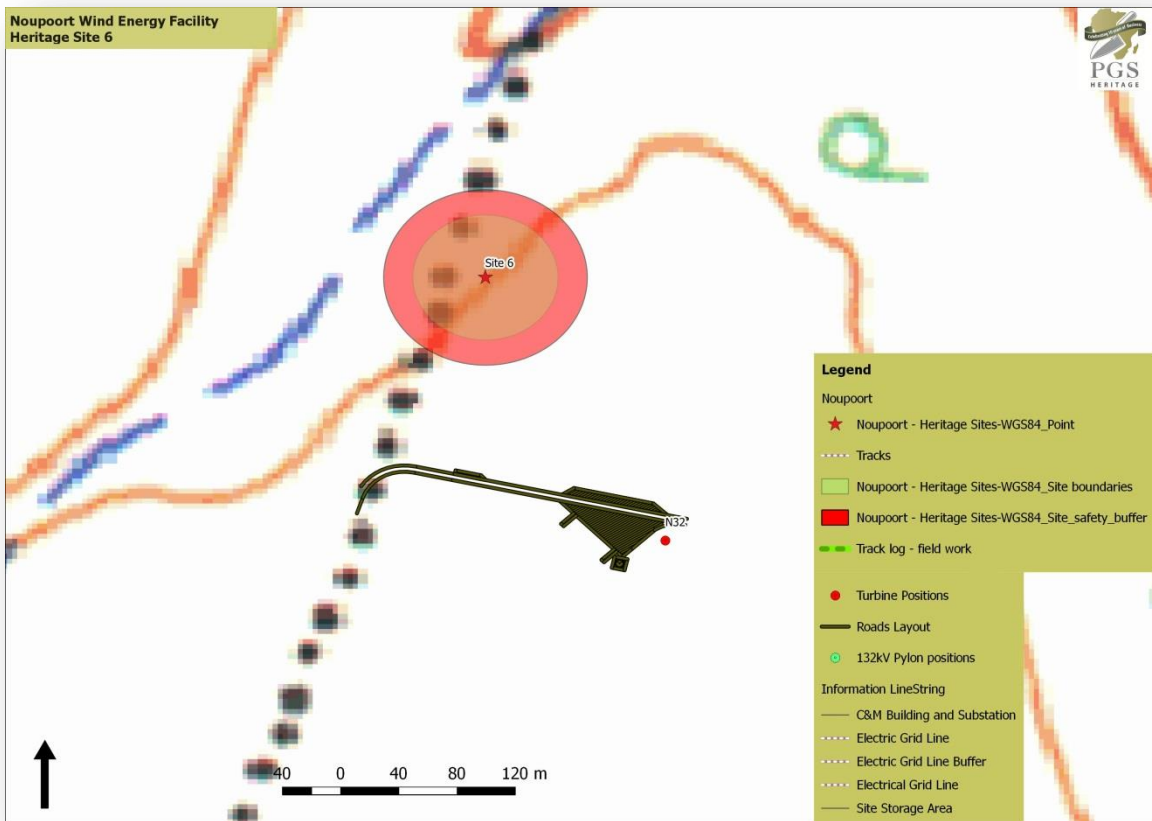 Noupoort Wind Energy Facility
Heritage Site 6
PGS
HERITAGE
Site 6
N32
Legend
Noupoort
Noupoort - Heritage Sites-WGS84_Point
Tracks
Noupoort - Heritage Sites-WGS84_Site boundaries
Noupoort - Heritage Sites-WGS84_Site_safety_buffer
Track log - field work
Turbine Positions
Roads Layout
132kV Pylon positions
Information LineString
C&M Building and Substation
Electric Grid Line
Electric Grid Line Buffer
Electrical Grid Line
Site Storage Area
40 0 40 80 120 m